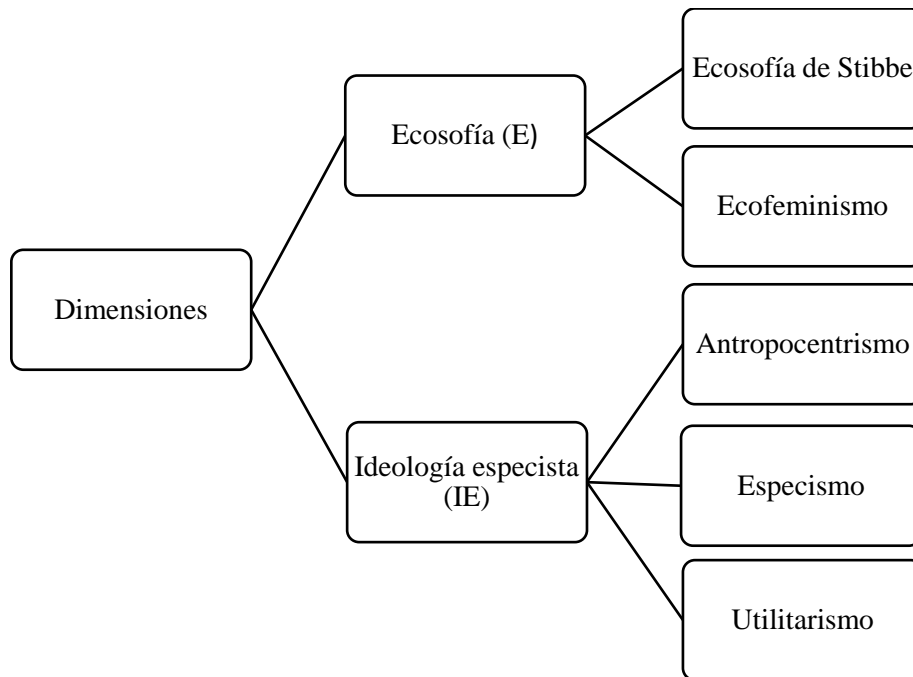 Dimensiones
Ecosofía (E)
Ecosofía de Stibbe
Ecofeminismo
Ideología especista
(IE)
Antropocentrismo
Especismo
Utilitarismo